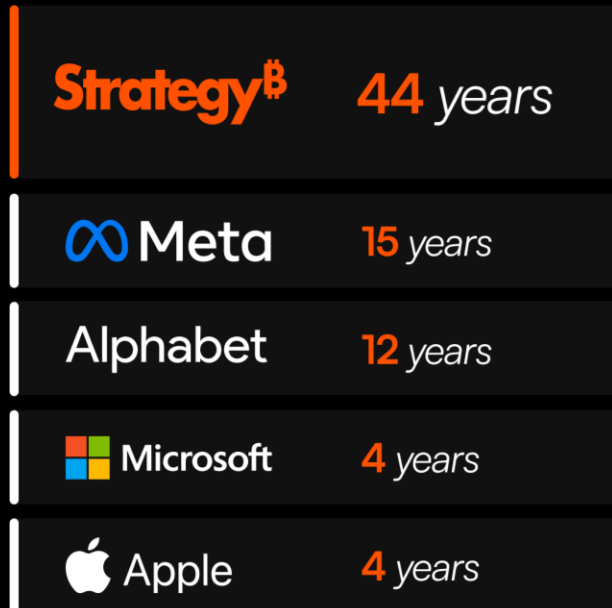 Strategy₿ 44 years
Meta 15 years
Alphabet 12 years
Microsoft 4 years
Apple 4 years